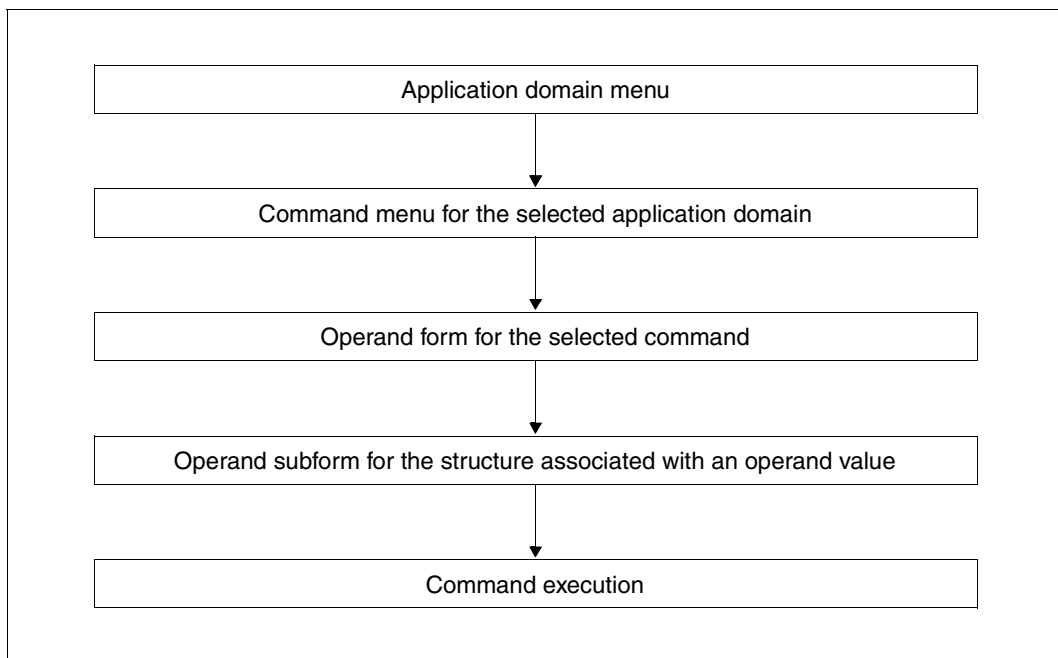 Application domain menu
Command menu for the selected application domain
Operand form for the selected command
Operand subform for the structure associated with an operand value
Command execution